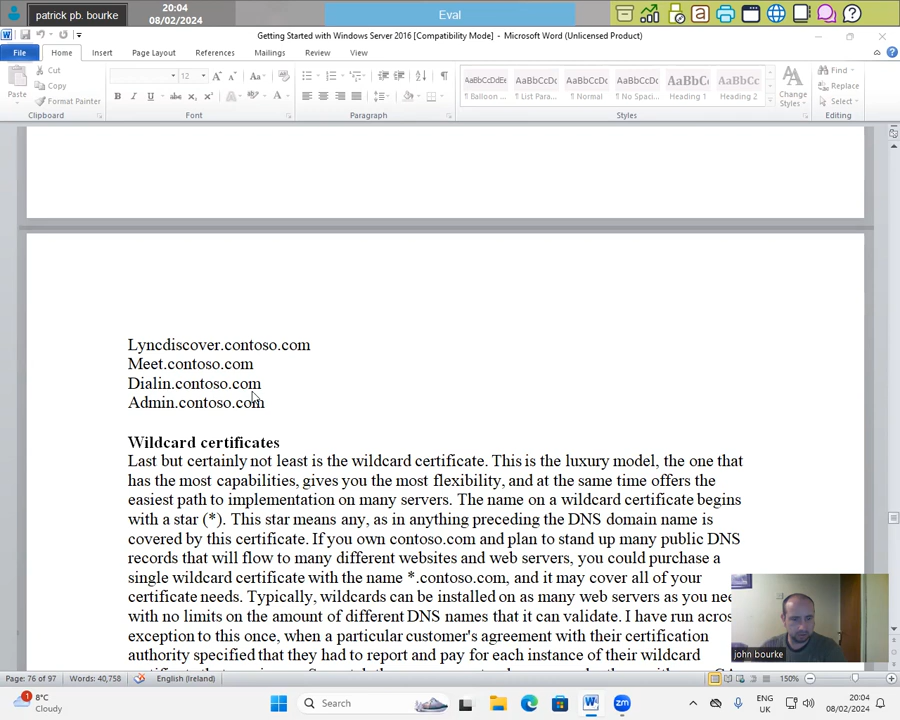 patrick pb. bourke
20:04
08/02/2024
Eval
Getting Started with Windows Server 2016 [Compatibility Mode] - Microsoft Word (Unlicensed Product)
File Home Insert Page Layout References Mailings Review View
Paste
Cut
Copy
Format Painter
Clipboard
12
B I U abc
Font
Paragraph
AaBbCcDdEe AaBbCcDc AaBbCcDc AaBbCcDc AaBbC AaBbCc
¶ Balloon ... ¶ List Para... ¶ Normal ¶ No Spaci... Heading 1 Heading 2
Change Styles
Styles
Find
Replace
Select
Editing
Lyncdiscover.contoso.com
Meet.contoso.com
Dialin.contoso.com
Admin.contoso.com
Wildcard certificates
Last but certainly not least is the wildcard certificate. This is the luxury model, the one that
has the most capabilities, gives you the most flexibility, and at the same time offers the
easiest path to implementation on many servers. The name on a wildcard certificate begins
with a star (*). This star means any, as in anything preceding the DNS domain name is
covered by this certificate. If you own contoso.com and plan to stand up many public DNS
records that will flow to many different websites and web servers, you could purchase a
single wildcard certificate with the name *.contoso.com, and it may cover all of your
certificate needs. Typically, wildcards can be installed on as many web servers as you
with no limits on the amount of different DNS names that it can validate. I have run
exception to this once, when a particular customer's agreement with their certification
authority specified that they had to report and pay for each instance of their wildcard
john bourke
Page: 76 of 97 Words: 40,758 English (Ireland) 150%
8°C
Cloudy
Search
ENG
UK
20:04
08/02/2024